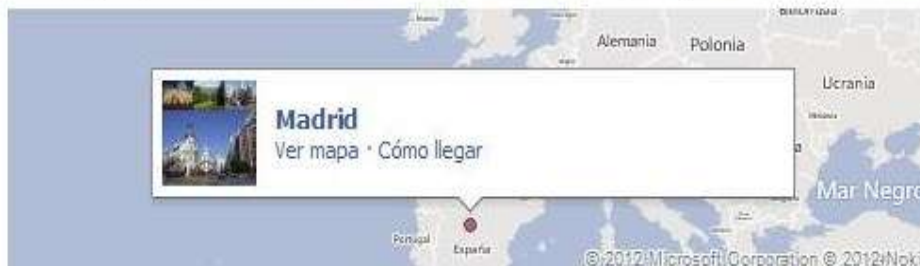 Alemania
Polonia
Ucrania
Madrid
Ver mapa · Cómo llegar
Mar Negro
Portugal
España
© 2012 Microsoft Corporation © 2012 Nok